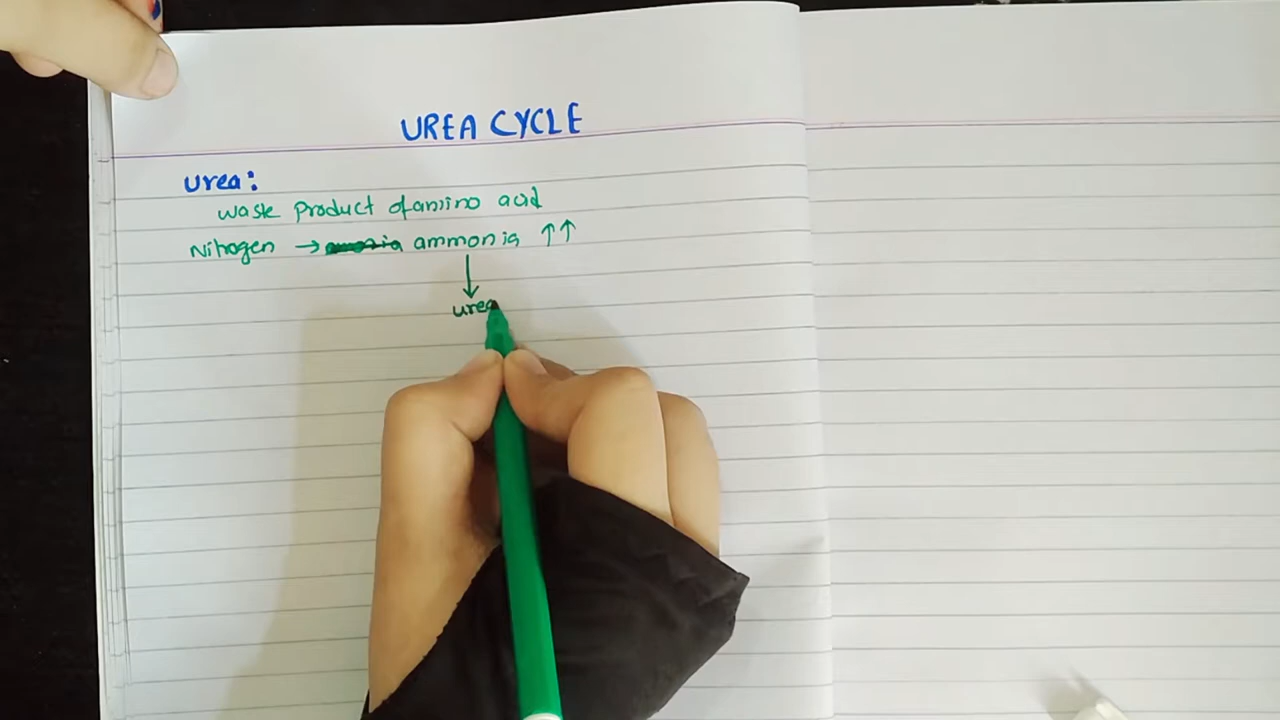 UREA CYCLE
urea:
waste product of amino acid
Nitrogen → ammonia ↑↑
↓
urea